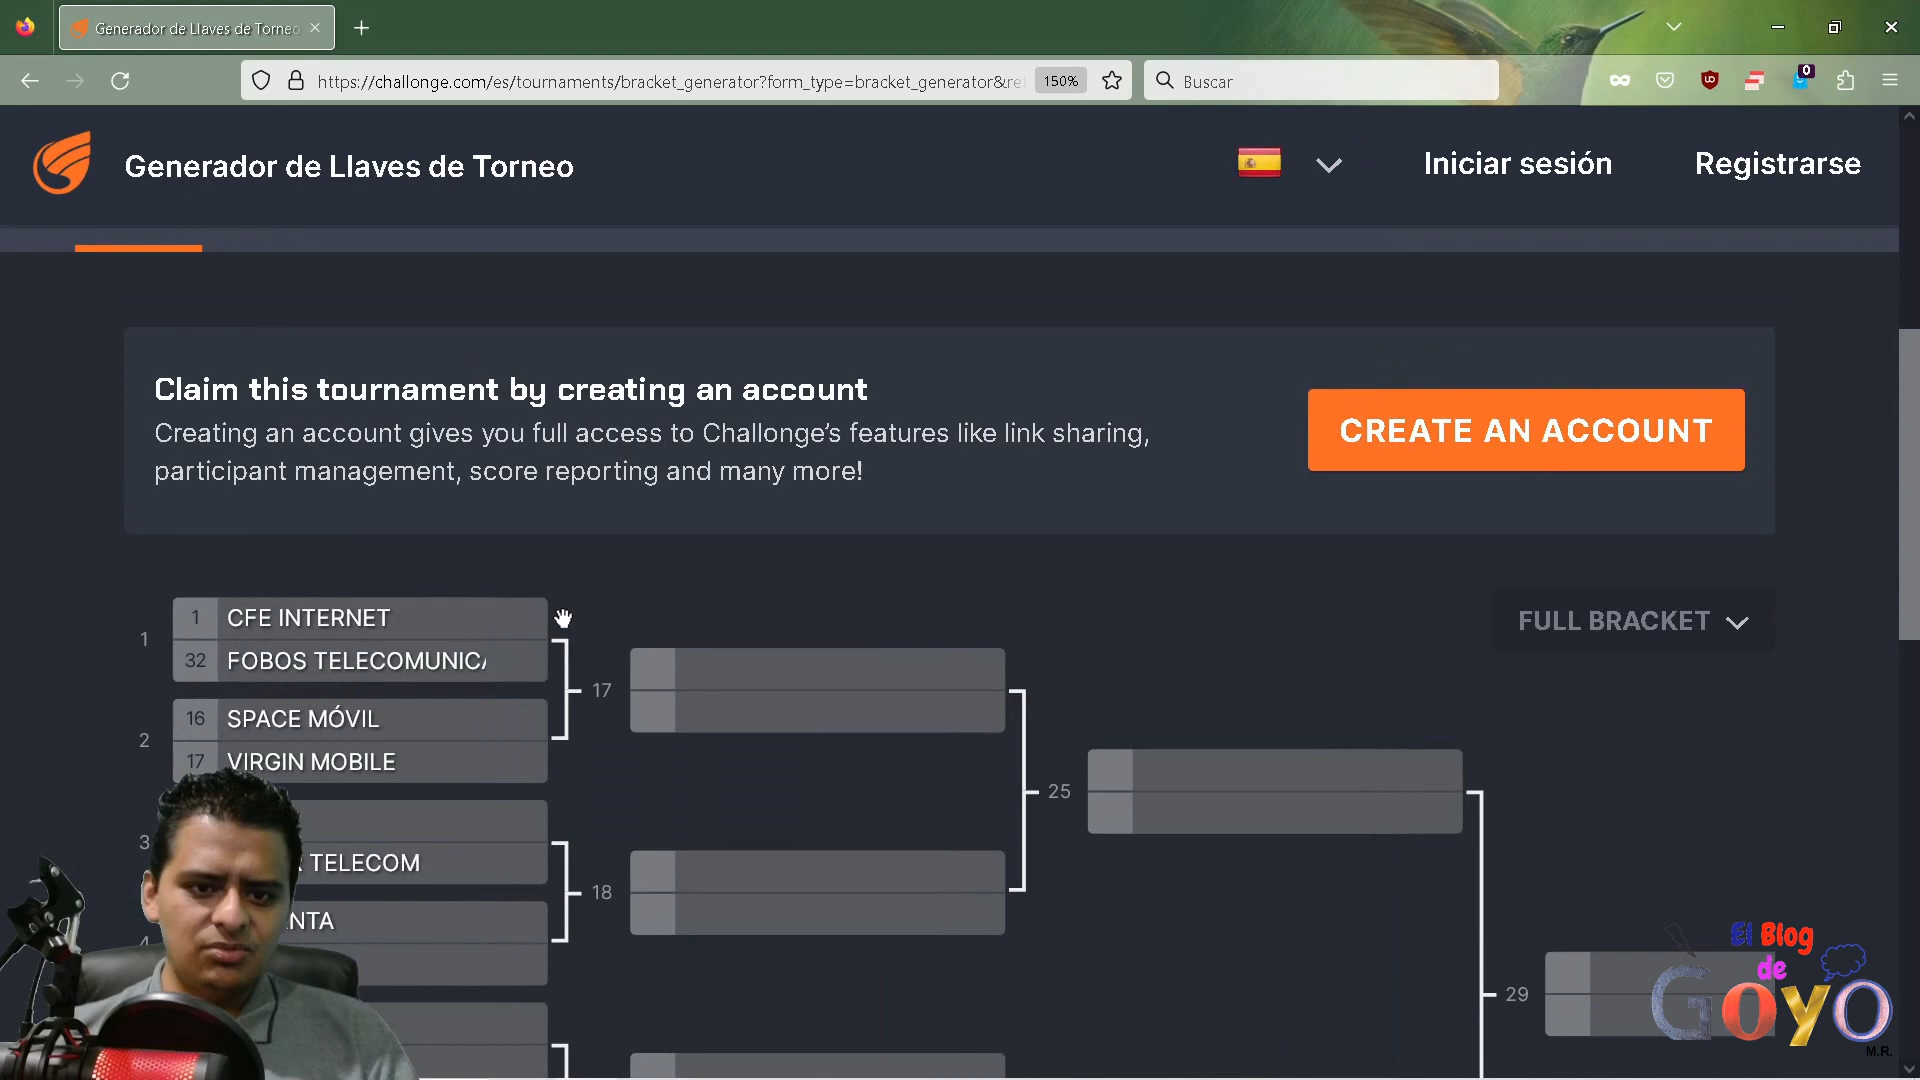 Generador de Llaves de Torneo
https://challonge.com/es/tournaments/bracket_generator?form_type=bracket_generator&re
150%
Buscar
0
Generador de Llaves de Torneo
Iniciar sesión
Registrarse
Claim this tournament by creating an account
Creating an account gives you full access to Challonge's features like link sharing,
participant management, score reporting and many more!
CREATE AN ACCOUNT
FULL BRACKET
1
1 CFE INTERNET
32 FOBOS TELECOMUNICA
2
16 SPACE MÓVIL
17 VIRGIN MOBILE
3
TELECOM
4
17
18
25
29
El Blog
de
Goyo
M.R.